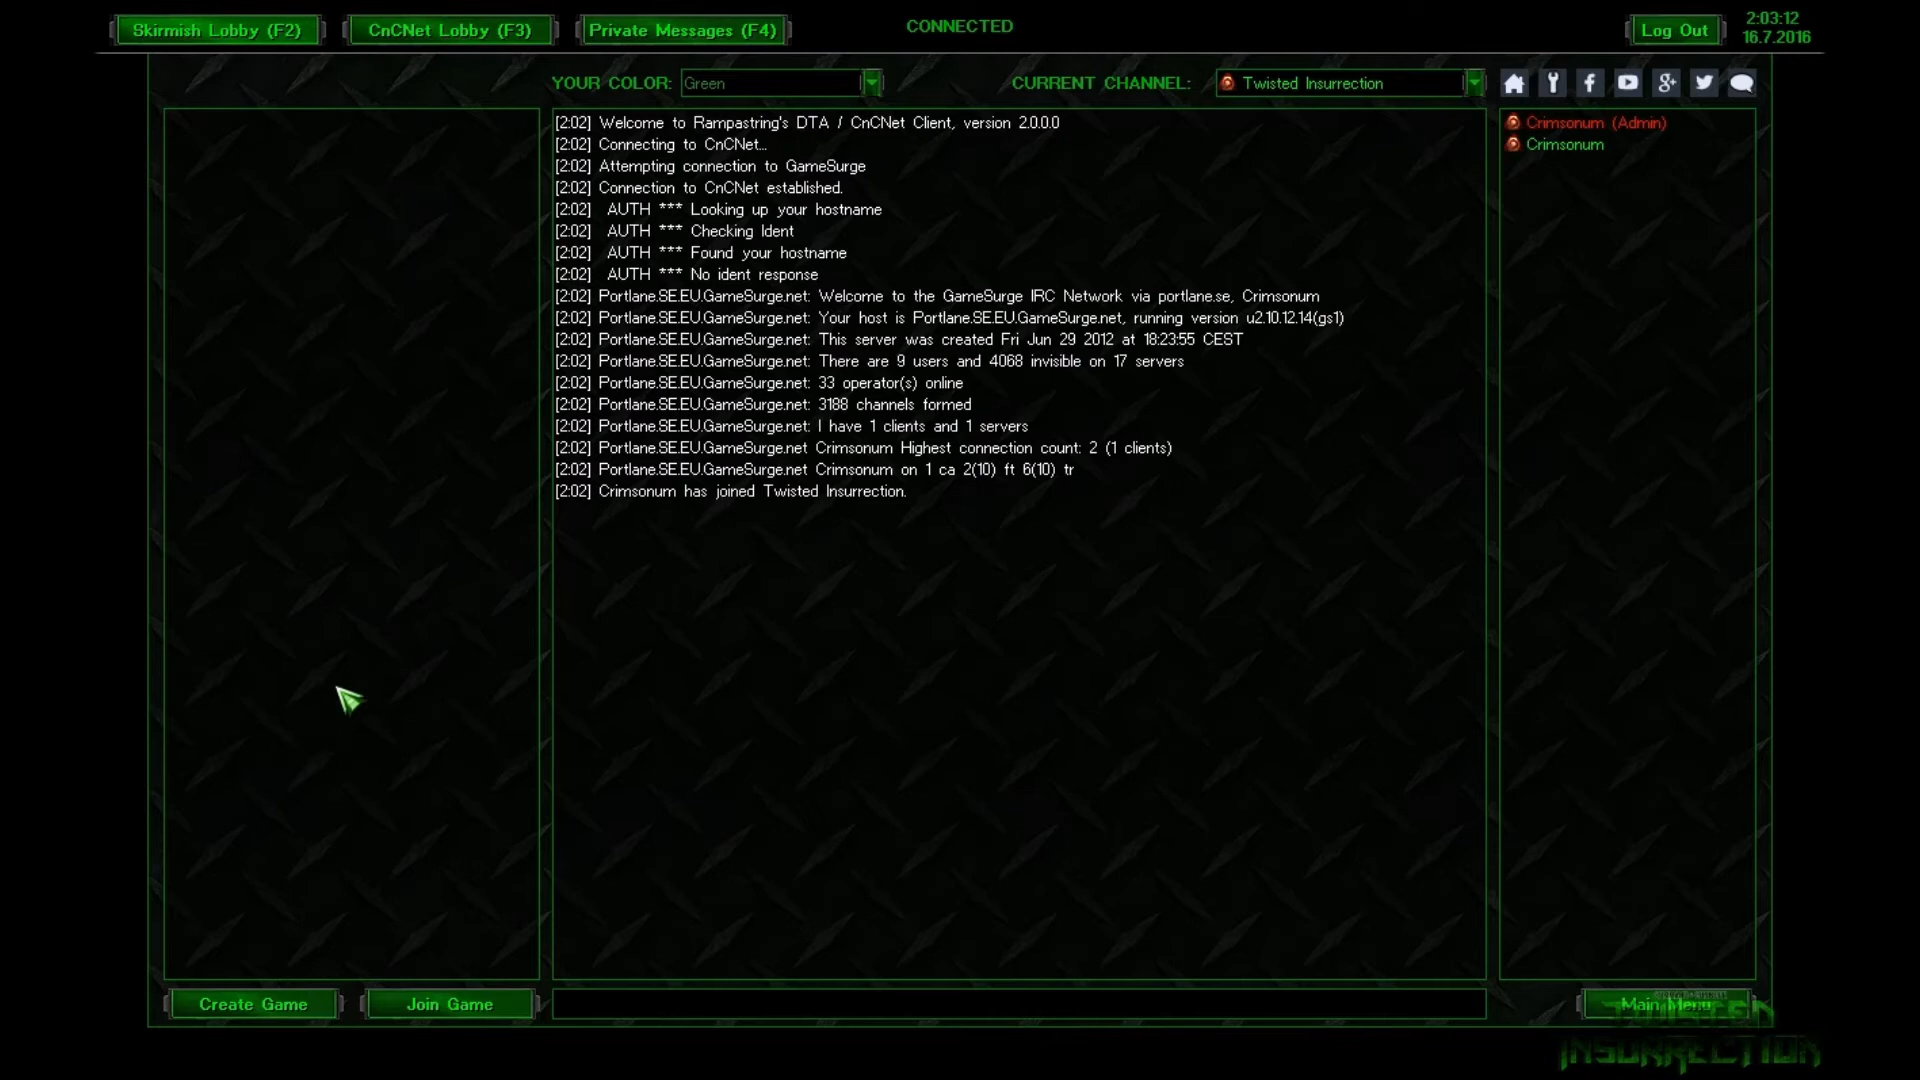 Skirmish Lobby (F2)
CnCNet Lobby (F3)
Private Messages (F4)
CONNECTED
Log Out
2:03:12
16.7.2016
YOUR COLOR:
Green
CURRENT CHANNEL:
Twisted Insurrection
[2:02] Welcome to Rampastring's DTA / CnCNet Client, version 2.0.0.0
[2:02] Connecting to CnCNet...
[2:02] Attempting connection to GameSurge
[2:02] Connection to CnCNet established.
[2:02] AUTH *** Looking up your hostname
[2:02] AUTH *** Checking Ident
[2:02] AUTH *** Found your hostname
[2:02] AUTH *** No ident response
[2:02] Portlane.SE.EU.GameSurge.net: Welcome to the GameSurge IRC Network via portlane.se, Crimsonum
[2:02] Portlane.SE.EU.GameSurge.net: Your host is Portlane.SE.EU.GameSurge.net, running version u2.10.12.14(gs1)
[2:02] Portlane.SE.EU.GameSurge.net: This server was created Fri Jun 29 2012 at 18:23:55 CEST
[2:02] Portlane.SE.EU.GameSurge.net: There are 9 users and 4068 invisible on 17 servers
[2:02] Portlane.SE.EU.GameSurge.net: 33 operator(s) online
[2:02] Portlane.SE.EU.GameSurge.net: 3188 channels formed
[2:02] Portlane.SE.EU.GameSurge.net: I have 1 clients and 1 servers
[2:02] Portlane.SE.EU.GameSurge.net Crimsonum Highest connection count: 2 (1 clients)
[2:02] Portlane.SE.EU.GameSurge.net Crimsonum on 1 ca 2(10) ft 6(10) tr
[2:02] Crimsonum has joined Twisted Insurrection.
Crimsonum (Admin)
Crimsonum
Create Game
Join Game
Main Menu
TWISTED
INSURRECTION